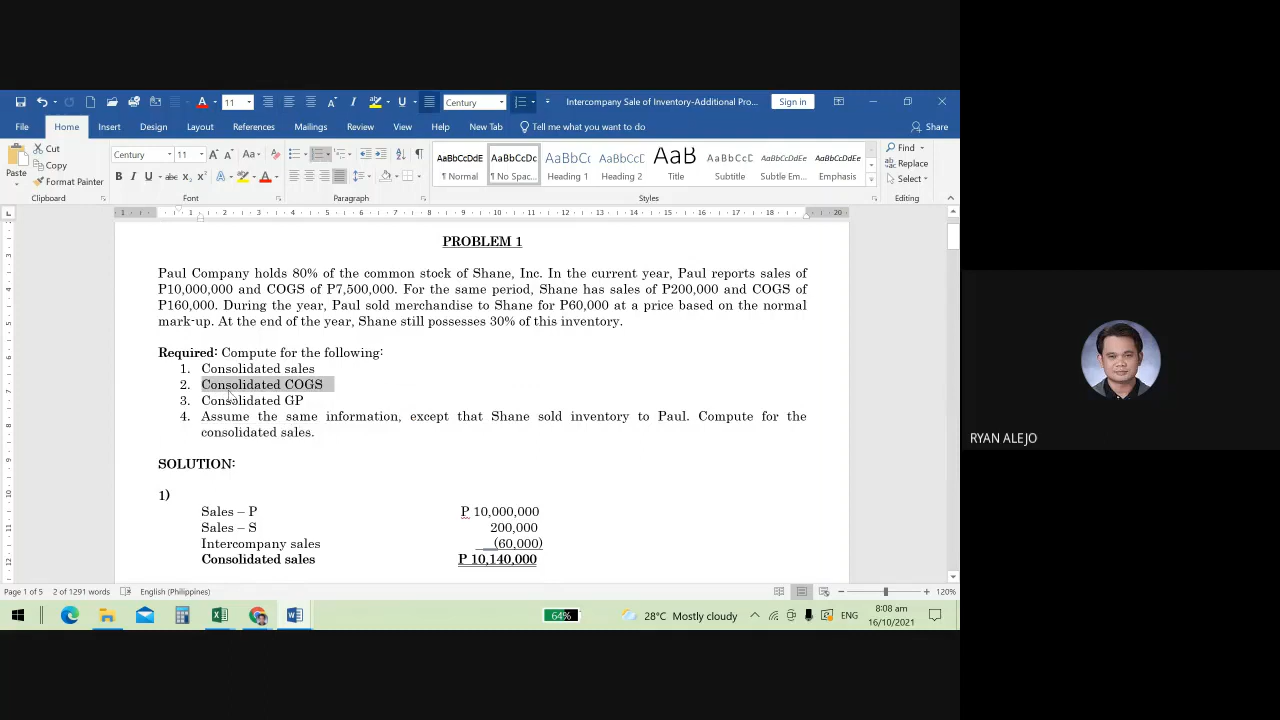 11
Century
Intercompany Sale of Inventory-Additional Pro...
Sign in
File
Home
Insert
Design
Layout
References
Mailings
Review
View
Help
New Tab
Tell me what you want to do
Share
Paste
Cut
Copy
Format Painter
Clipboard
Century
11
Font
Paragraph
AaBbCcDdE
¶ Normal
AaBbCcDc
¶ No Spac...
AaBbCc
Heading 1
AaBbCcC
Heading 2
AaB
Title
AaBbCcD
Subtitle
AaBbCcDdEe
Subtle Em...
AaBbCcDdEe
Emphasis
Styles
Find
Replace
Select
Editing
PROBLEM 1
Paul Company holds 80% of the common stock of Shane, Inc. In the current year, Paul reports sales of
P10,000,000 and COGS of P7,500,000. For the same period, Shane has sales of P200,000 and COGS of
P160,000. During the year, Paul sold merchandise to Shane for P60,000 at a price based on the normal
mark-up. At the end of the year, Shane still possesses 30% of this inventory.
Required: Compute for the following:
1. Consolidated sales
2. Consolidated COGS
3. Consolidated GP
4. Assume the same information, except that Shane sold inventory to Paul. Compute for the
consolidated sales.
SOLUTION:
1)
Sales – P P 10,000,000
Sales – S 200,000
Intercompany sales (60,000)
Consolidated sales P 10,140,000
Page 1 of 5 2 of 1291 words English (Philippines) 120%
64% 28°C Mostly cloudy ENG 8:08 am
16/10/2021
RYAN ALEJO